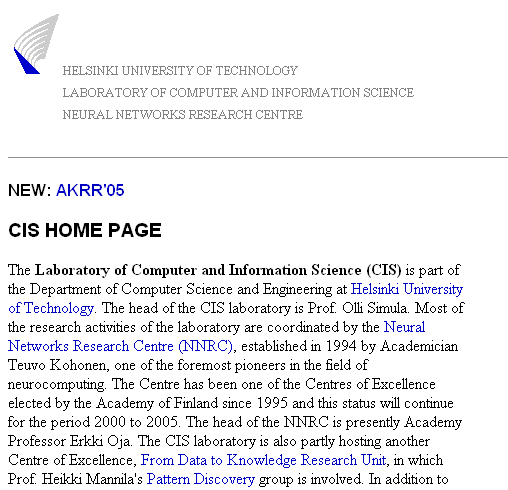 HELSINKI UNIVERSITY OF TECHNOLOGY
LABORATORY OF COMPUTER AND INFORMATION SCIENCE
NEURAL NETWORKS RESEARCH CENTRE
NEW: AKRR'05
CIS HOME PAGE
The Laboratory of Computer and Information Science (CIS) is part of
the Department of Computer Science and Engineering at Helsinki University
of Technology. The head of the CIS laboratory is Prof. Olli Simula. Most of
the research activities of the laboratory are coordinated by the Neural
Networks Research Centre (NNRC), established in 1994 by Academician
Teuvo Kohonen, one of the foremost pioneers in the field of
neurocomputing. The Centre has been one of the Centres of Excellence
elected by the Academy of Finland since 1995 and this status will continue
for the period 2000 to 2005. The head of the NNRC is presently Academy
Professor Erkki Oja. The CIS laboratory is also partly hosting another
Centre of Excellence, From Data to Knowledge Research Unit, in which
Prof. Heikki Mannila's Pattern Discovery group is involved. In addition to